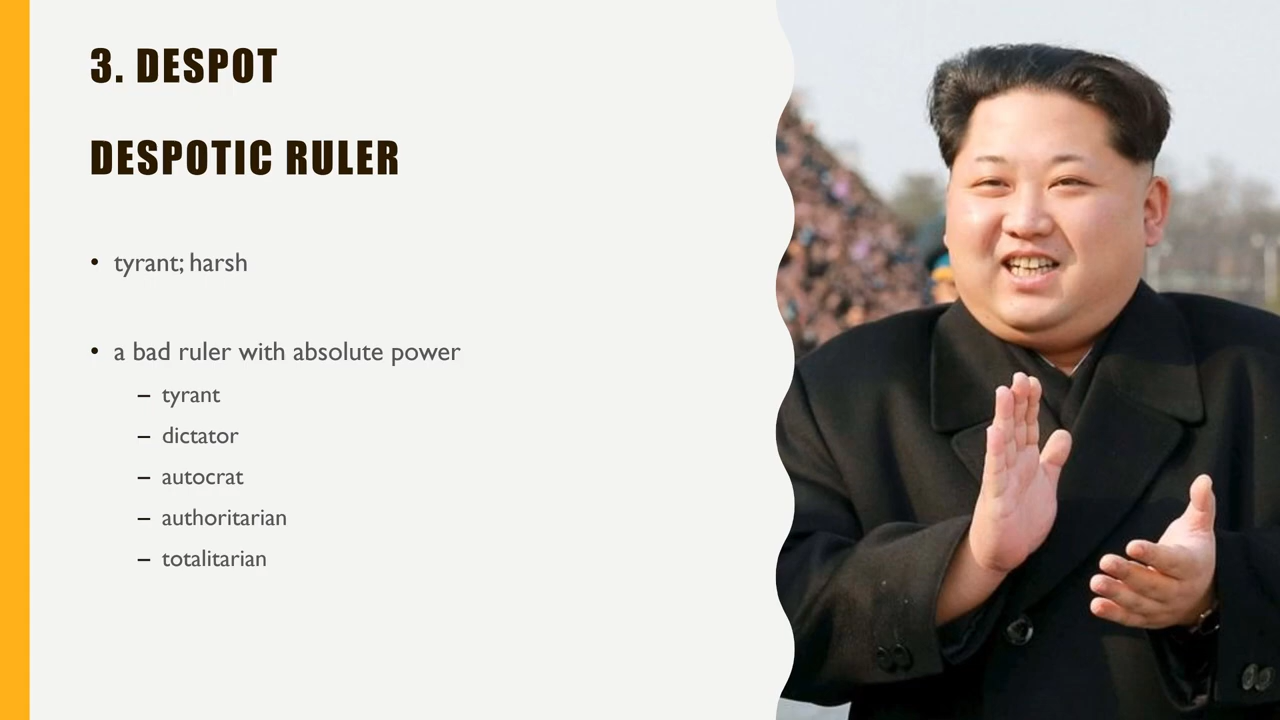 3. DESPOT
DESPOTIC RULER
• tyrant; harsh
• a bad ruler with absolute power
– tyrant
– dictator
– autocrat
– authoritarian
– totalitarian